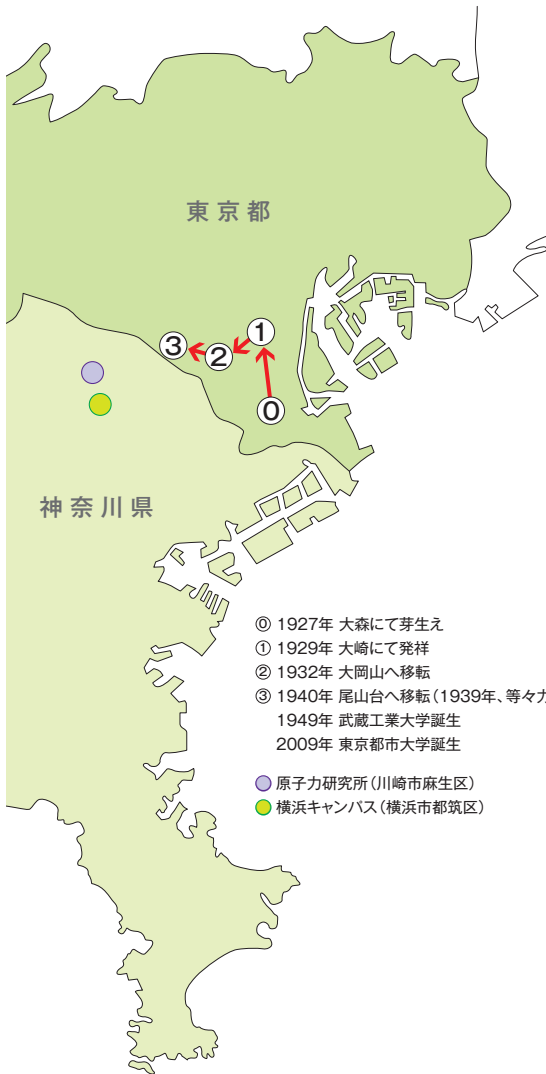 東京都
①
③
②
⓪
神奈川県
⓪ 1927年 大森にて芽生え
① 1929年 大崎にて発祥
② 1932年 大岡山へ移転
③ 1940年 尾山台へ移転(1939年、等々力
1949年 武蔵工業大学誕生
2009年 東京都市大学誕生
原子力研究所(川崎市麻生区)
横浜キャンパス(横浜市都筑区)